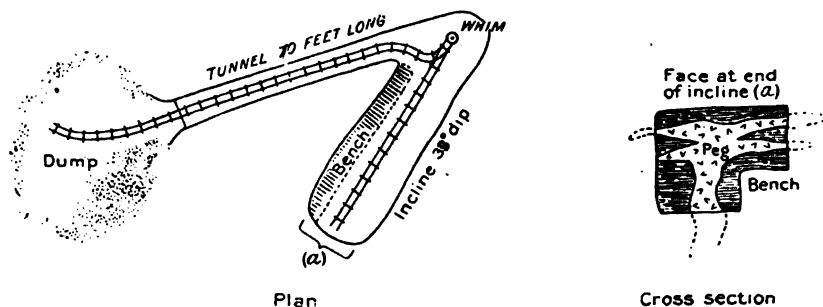 TUNNEL 70 FEET LONG
WHIM
Dump
Bench
Incline 38° dip
(a)
Plan
Face at end
of incline (a)
Peg
Bench
Cross section